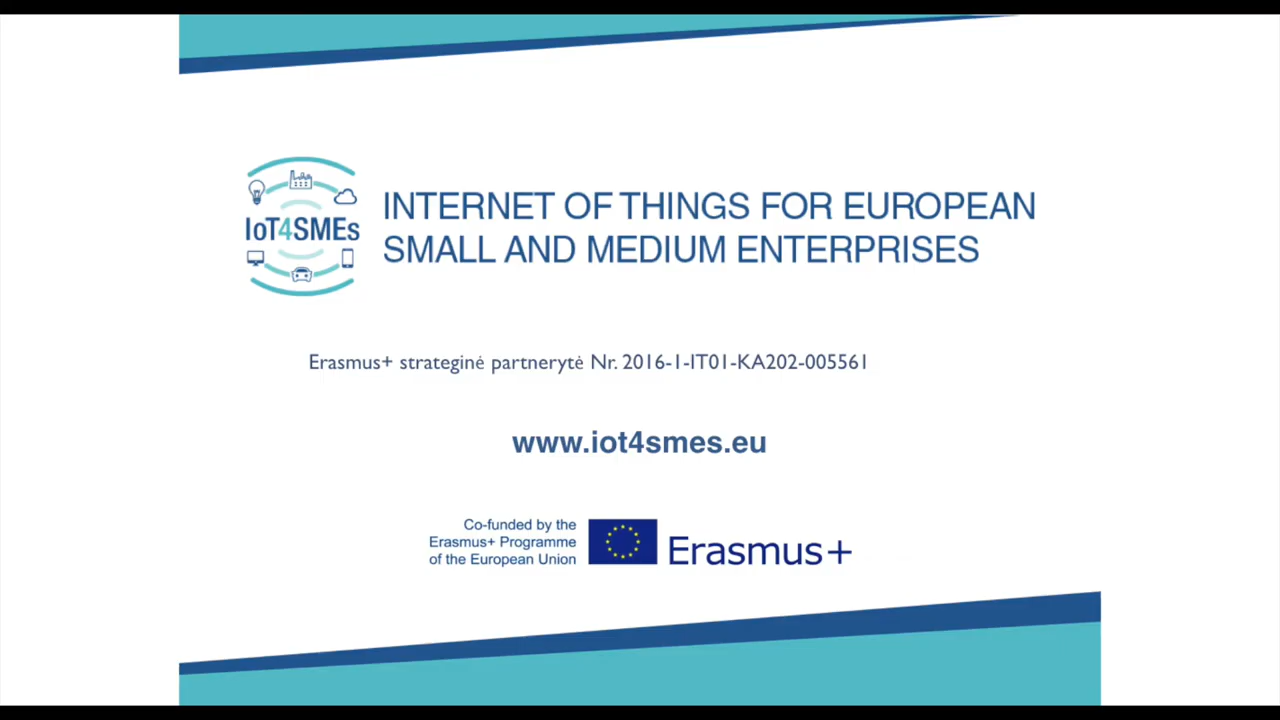 IoT4SMEs
INTERNET OF THINGS FOR EUROPEAN
SMALL AND MEDIUM ENTERPRISES
Erasmus+ strateginė partnerytė Nr. 2016-1-IT01-KA202-005561
www.iot4smes.eu
Co-funded by the
Erasmus+ Programme
of the European Union
Erasmus+